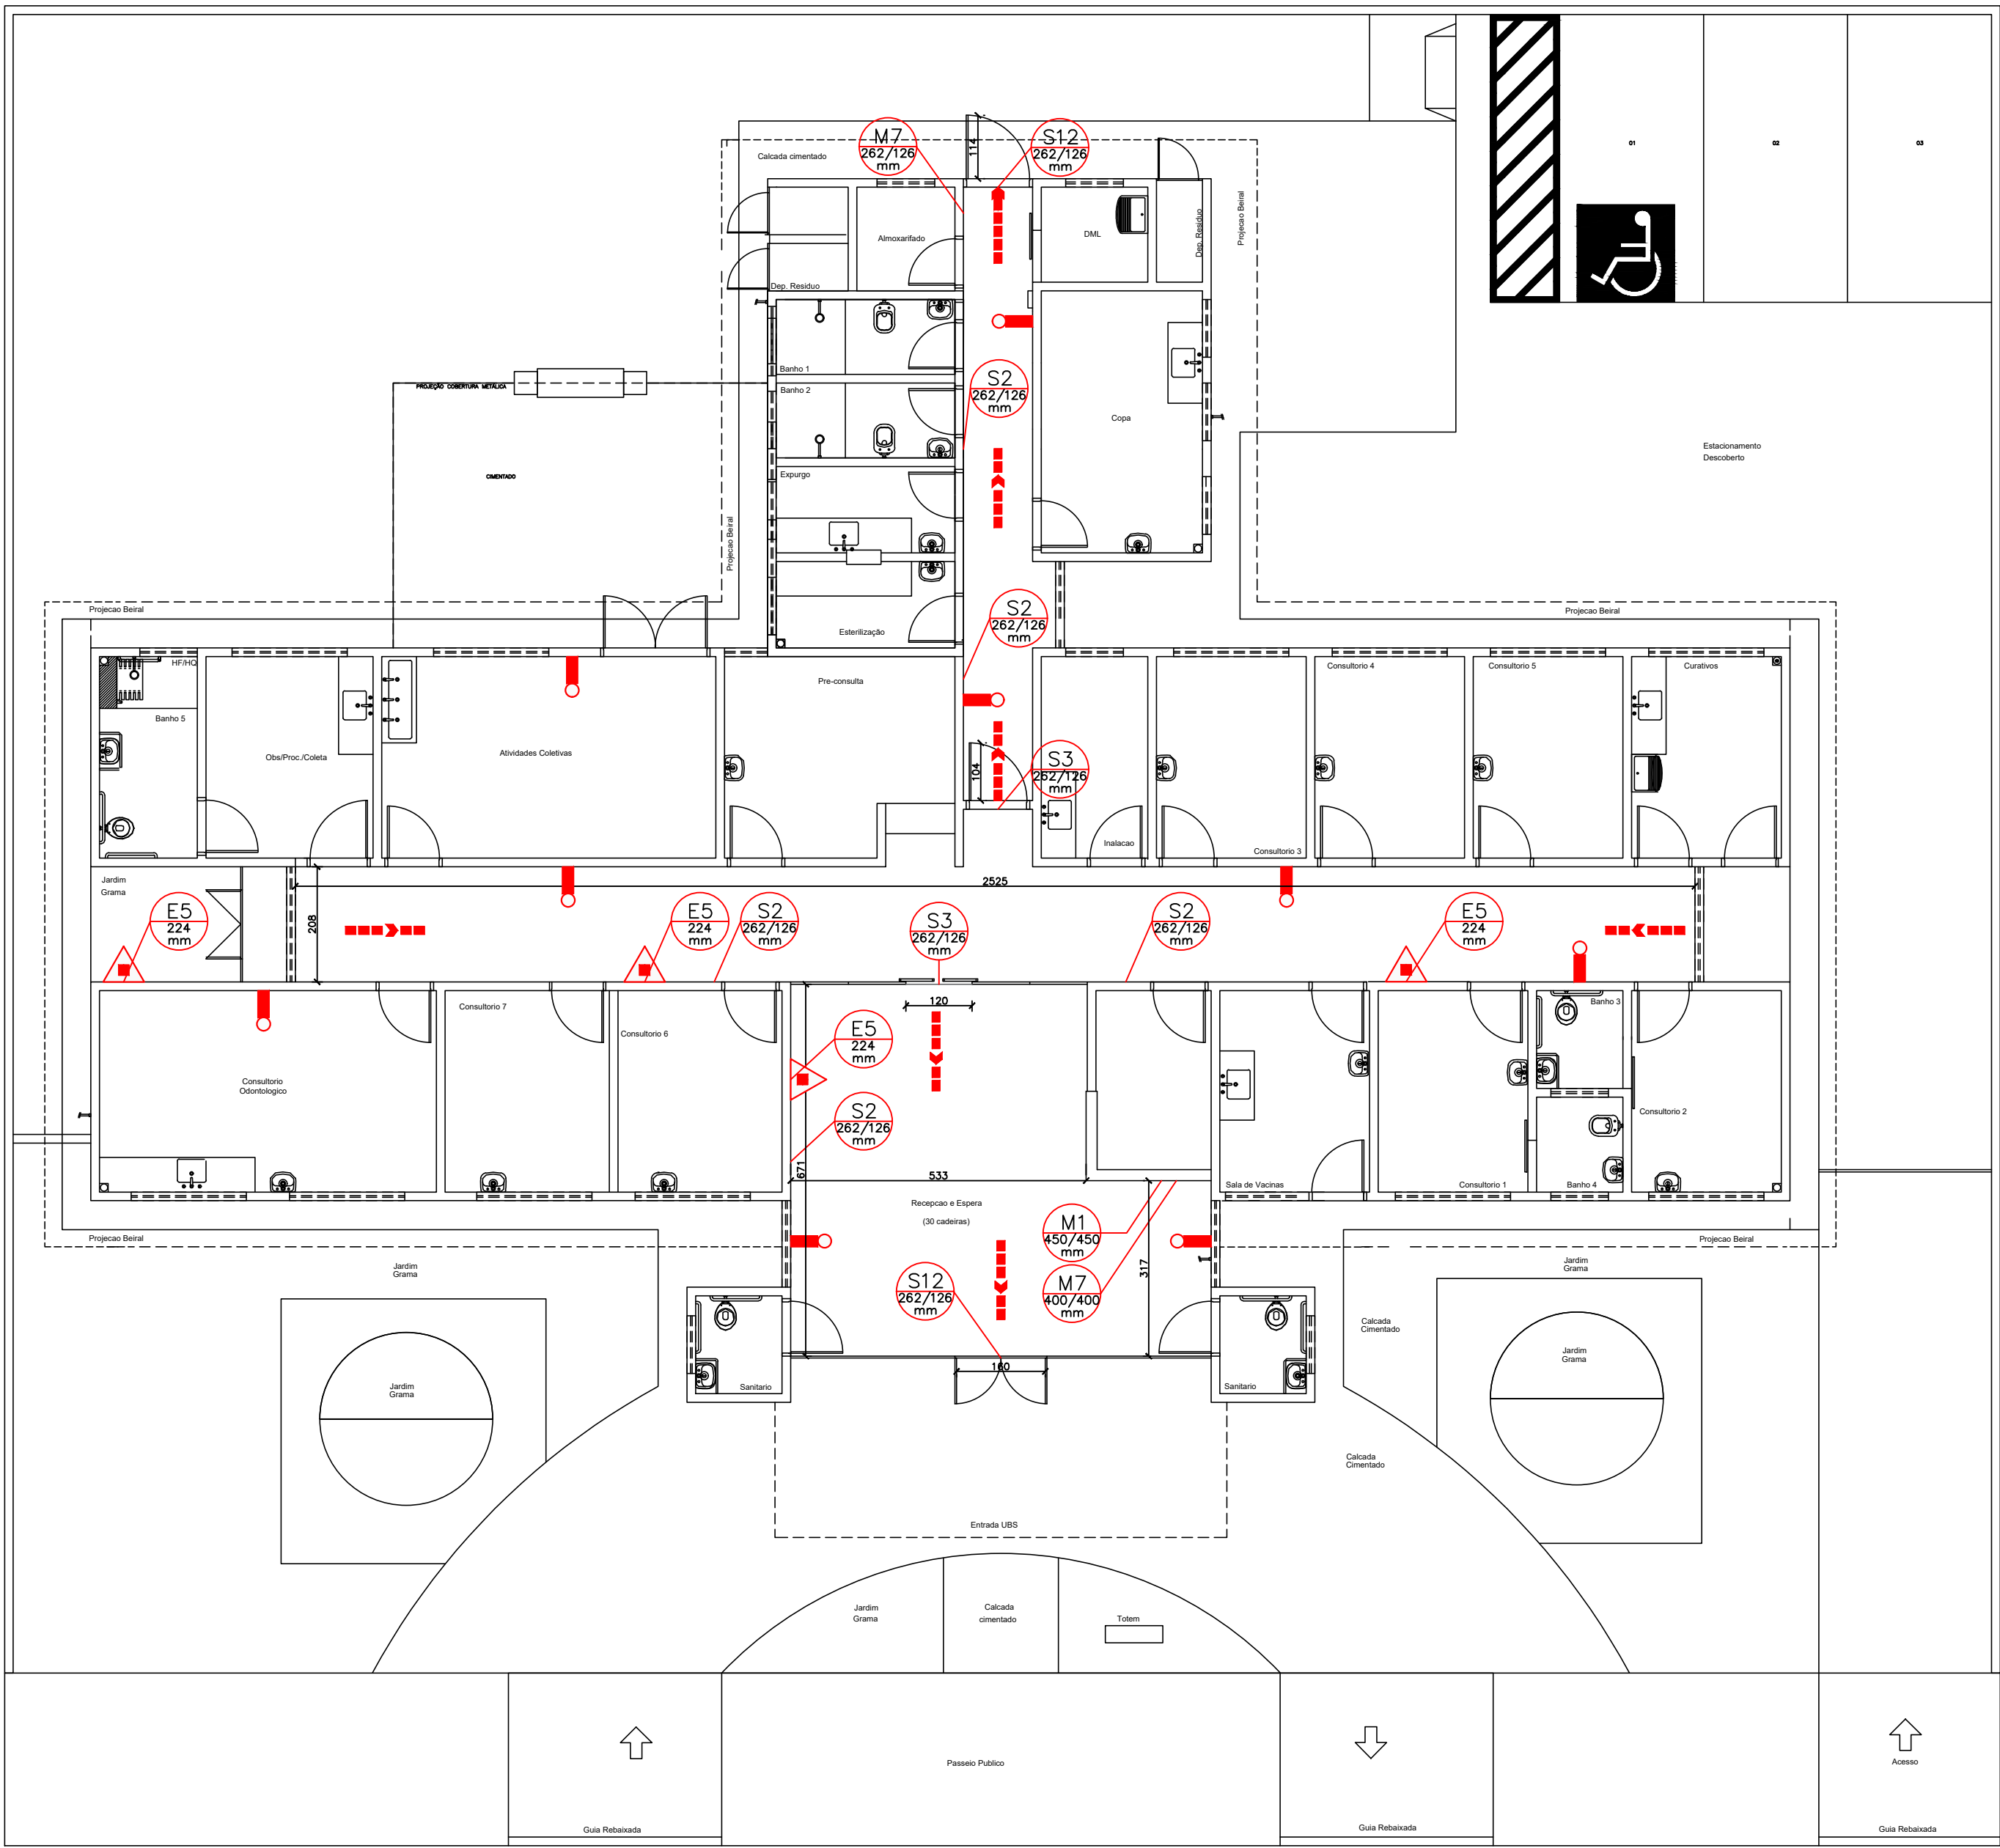 M7
262/126
mm
114
S12
262/126
mm
01
02
03
Calcada cimentado
Almoxarifado
DML
Dep. Residuo
Projecao Beiral
Dep. Residuo
Banho 1
PROJEÇÃO COBERTURA METÁLICA
Banho 2
S2
262/126
mm
Copa
Estacionamento
Descoberto
CIMENTADO
Expurgo
Projecao Beiral
Projecao Beiral
S2
262/126
mm
Projecao Beiral
Esterilização
HF/HQ
Pre-consulta
Consultorio 4
Consultorio 5
Curativos
Banho 5
Obs/Proc./Coleta
Atividades Coletivas
104
S3
262/126
mm
Inalacao
Consultorio 3
Jardim
Grama
2525
208
E5
224
mm
E5
224
mm
S2
262/126
mm
S3
262/126
mm
S2
262/126
mm
E5
224
mm
120
Consultorio 7
Consultorio 6
Banho 3
E5
224
mm
Consultorio
Odontologico
S2
262/126
mm
Consultorio 2
671
533
Sala de Vacinas
Consultorio 1
Banho 4
Recepcao e Espera
(30 cadeiras)
M1
450/450
mm
Projecao Beiral
Projecao Beiral
Jardim
Grama
S12
262/126
mm
M7
400/400
mm
317
Jardim
Grama
Calcada
Cimentado
Jardim
Grama
160
Jardim
Grama
Sanitario
Sanitario
Calcada
Cimentado
Entrada UBS
Jardim
Grama
Calcada
cimentado
Totem
Passeio Publico
Acesso
Guia Rebaixada
Guia Rebaixada
Guia Rebaixada